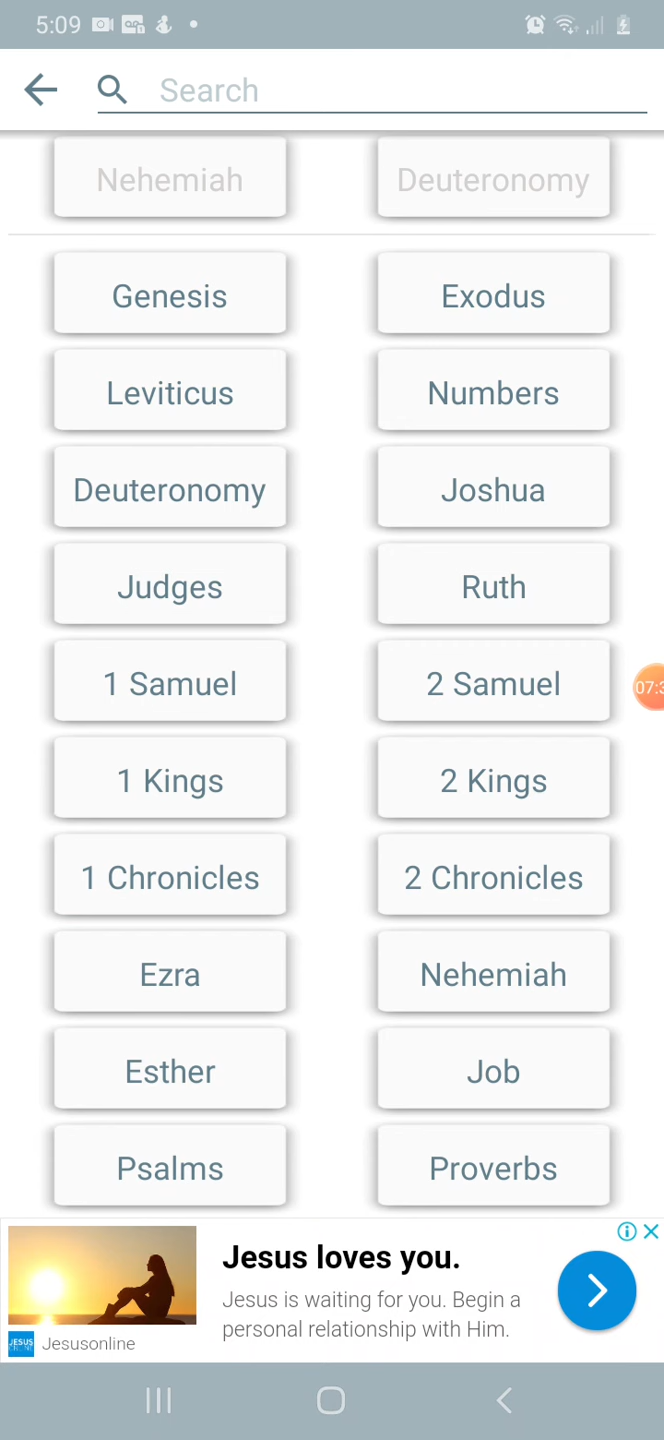 5:09
Search
Nehemiah Deuteronomy
Genesis Exodus
Leviticus Numbers
Deuteronomy Joshua
Judges Ruth
1 Samuel 2 Samuel
07:3
1 Kings 2 Kings
1 Chronicles 2 Chronicles
Ezra Nehemiah
Esther Job
Psalms Proverbs
Jesus loves you.
Jesus is waiting for you. Begin a
personal relationship with Him.
Jesusonline